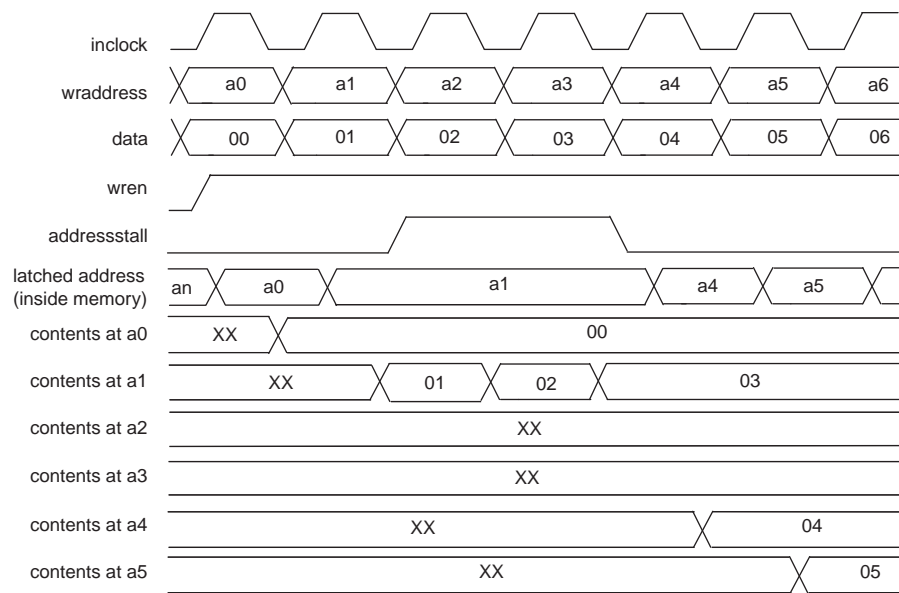 inclock
wraddress a0 a1 a2 a3 a4 a5 a6
data 00 01 02 03 04 05 06
wren
addressstall
latched address
(inside memory) an a0 a1 a4 a5
contents at a0 XX 00
contents at a1 XX 01 02 03
contents at a2 XX
contents at a3 XX
contents at a4 XX 04
contents at a5 XX 05